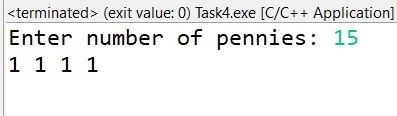 <terminated> (exit value: 0) Task4.exe [C/C++ Application]
Enter number of pennies: 15
1 1 1 1